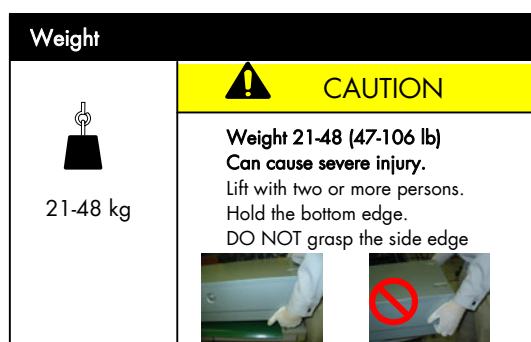 Weight
CAUTION
21-48 kg
Weight 21-48 (47-106 lb)
Can cause severe injury.
Lift with two or more persons.
Hold the bottom edge.
DO NOT grasp the side edge